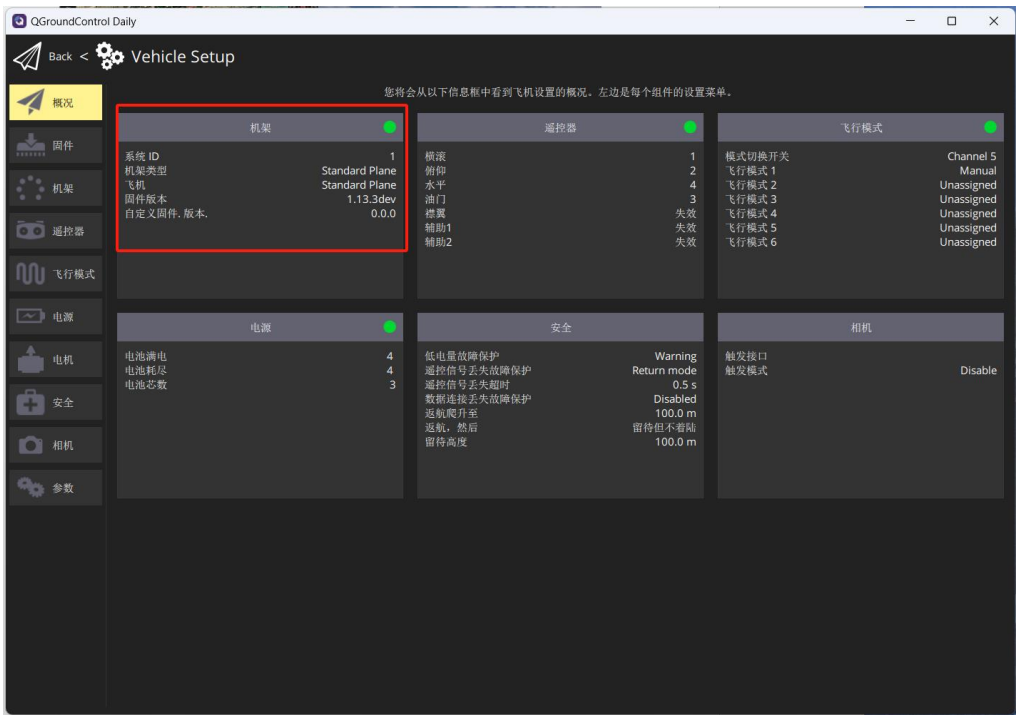 QGroundControl Daily
Back < Vehicle Setup
概况
固件
机架
遥控器
飞行模式
电源
电机
安全
相机
参数
您将会从以下信息框中看到飞机设置的概况。左边是每个组件的设置菜单。
机架
系统 ID 1
机架类型 Standard Plane
飞机 Standard Plane
固件版本 1.13.3dev
自定义固件. 版本. 0.0.0
遥控器
横滚 1
俯仰 2
水平 4
油门 3
襟翼 失效
辅助1 失效
辅助2 失效
飞行模式
模式切换开关 Channel 5
飞行模式 1 Manual
飞行模式 2 Unassigned
飞行模式 3 Unassigned
飞行模式 4 Unassigned
飞行模式 5 Unassigned
飞行模式 6 Unassigned
电源
电池满电 4
电池耗尽 4
电池芯数 3
安全
低电量故障保护 Warning
遥控信号丢失故障保护 Return mode
遥控信号丢失超时 0.5 s
数据连接丢失故障保护 Disabled
返航爬升至 100.0 m
返航，然后 留待但不着陆
留待高度 100.0 m
相机
触发接口
触发模式 Disable